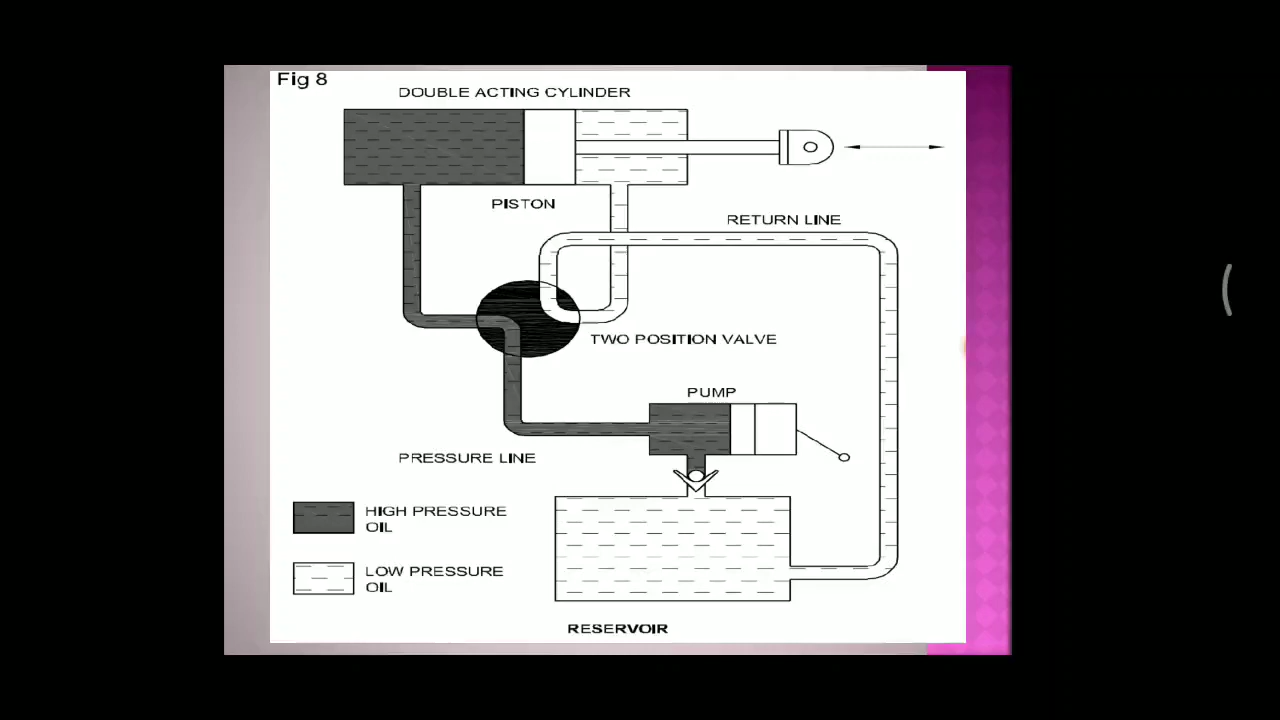 Fig 8
DOUBLE ACTING CYLINDER
PISTON
RETURN LINE
TWO POSITION VALVE
PUMP
PRESSURE LINE
HIGH PRESSURE
OIL
LOW PRESSURE
OIL
RESERVOIR